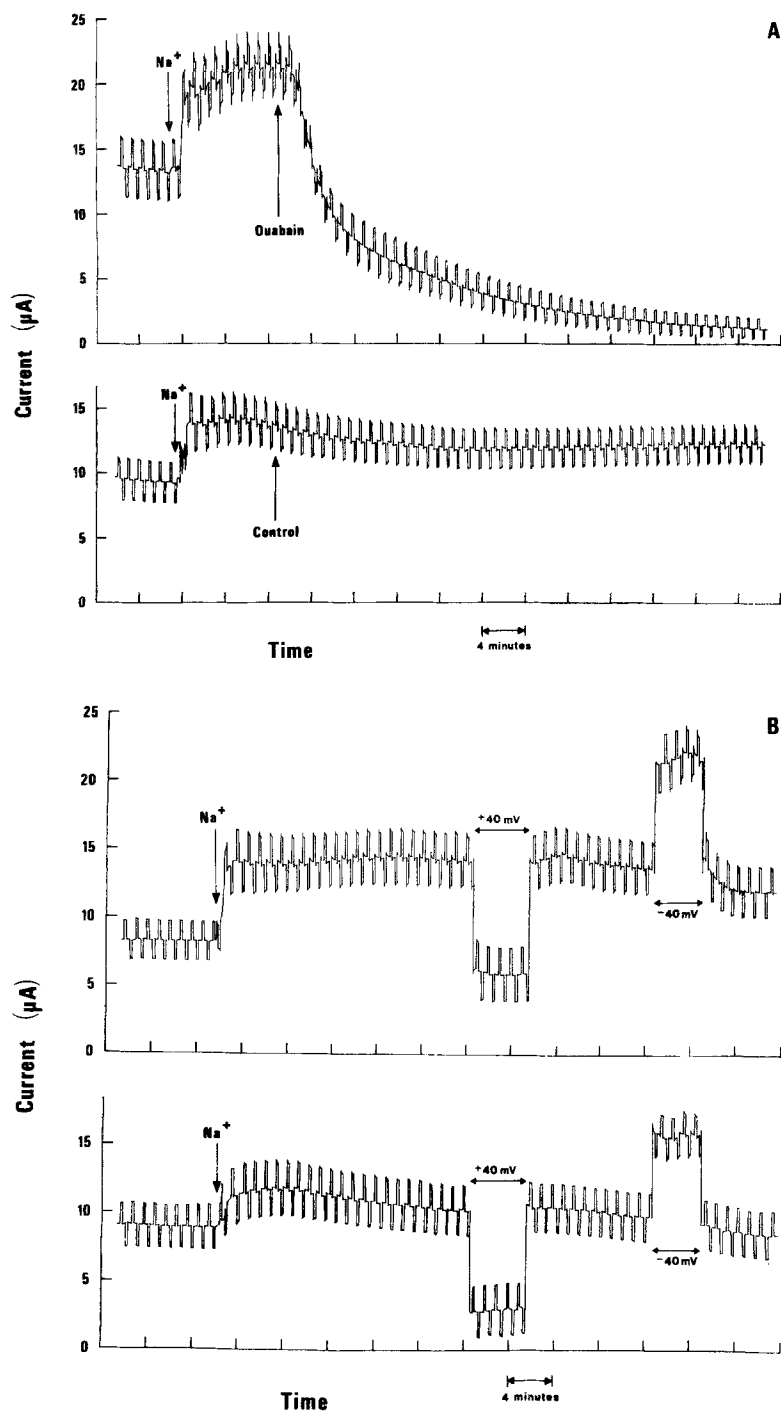 A
25
20
15
10
5
0
Na+
Ouabain
Current (μA)
15
10
5
0
Na+
Control
Time
4 minutes
B
25
20
15
10
5
0
Na+
+40 mV
−40 mV
Current (μA)
15
10
5
0
Na+
+40 mV
−40 mV
Time
4 minutes